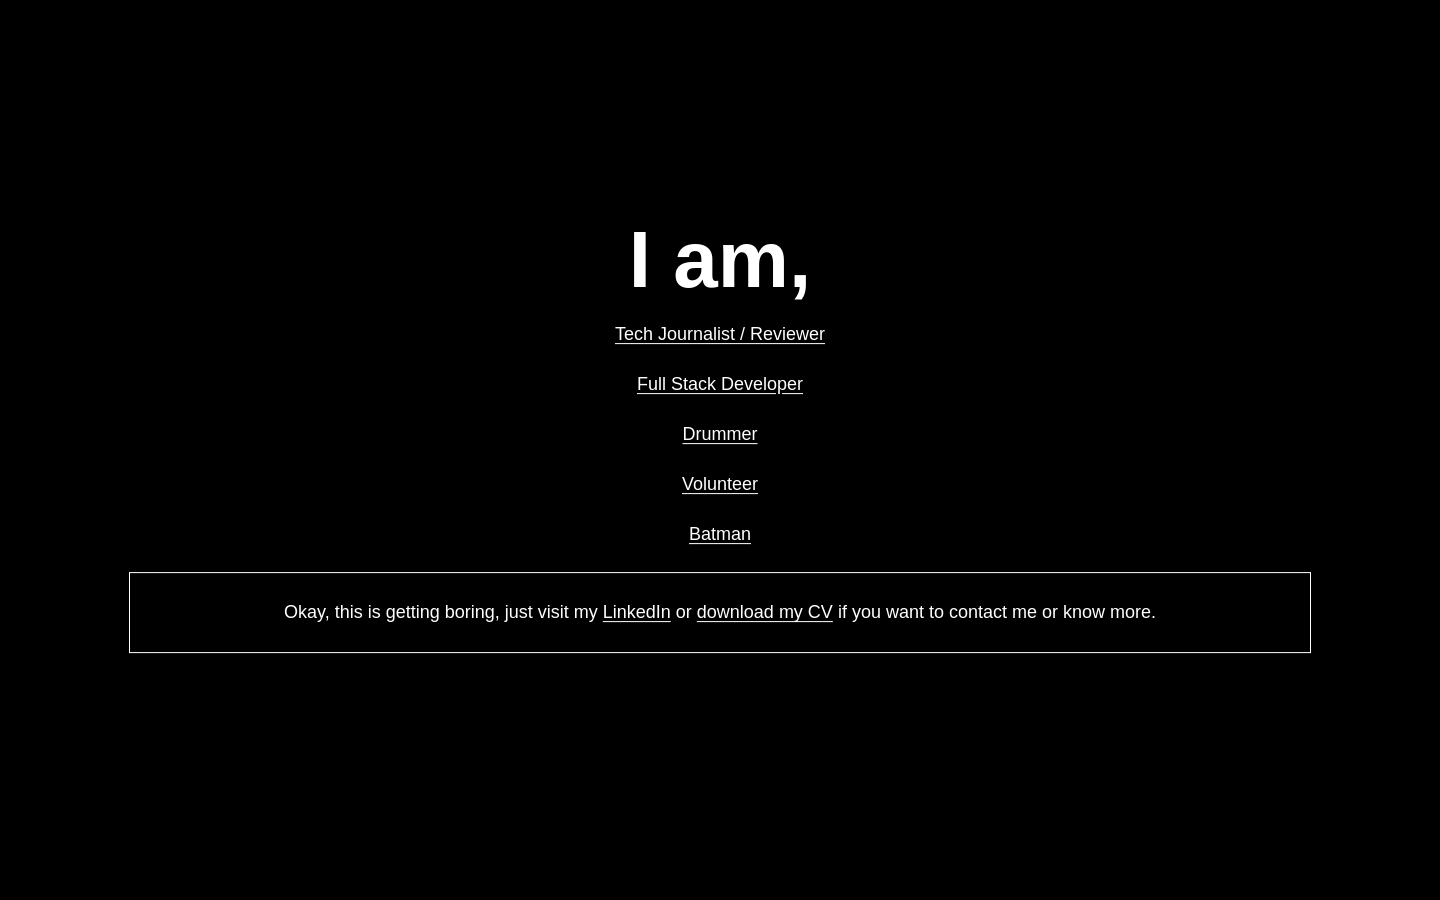 I am,
Tech Journalist / Reviewer
Full Stack Developer
Drummer
Volunteer
Batman
Okay, this is getting boring, just visit my LinkedIn or download my CV if you want to contact me or know more.